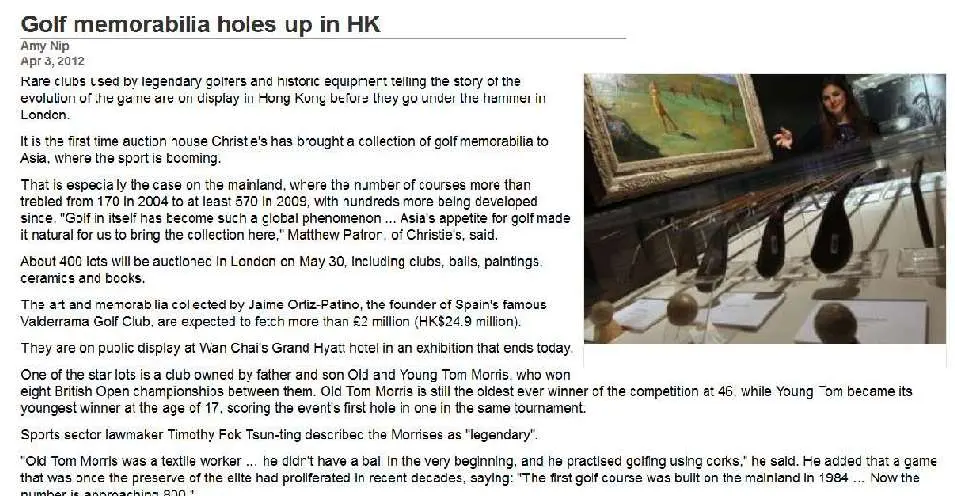 Golf memorabilia holes up in HK
Amy Nip
Apr 3, 2012
Rare clubs used by legendary golfers and historic equipment telling the story of the
evolution of the game are on display in Hong Kong before they go under the hammer in
London.
It is the first time auction house Christie's has brought a collection of golf memorabilia to
Asia, where the sport is booming.
That is especially the case on the mainland, where the number of courses more than
trebled from 170 in 2004 to at least 570 in 2009, with hundreds more being developed
since. "Golf in itself has become such a global phenomenon ... Asia's appetite for golf made
it natural for us to bring the collection here," Matthew Paton, of Christie's, said.
About 400 lots will be auctioned in London on May 30, including clubs, balls, paintings,
ceramics and books.
The art and memorabilia collected by Jaime Ortiz-Patino, the founder of Spain's famous
Valderrama Golf Club, are expected to fetch more than £2 million (HK$24.9 million).
They are on public display at Wan Chai's Grand Hyatt hotel in an exhibition that ends today.
One of the star lots is a club owned by father and son Old and Young Tom Morris, who won
eight British Open championships between them. Old Tom Morris is still the oldest ever winner of the competition at 46, while Young Tom became its
youngest winner at the age of 17, scoring the event's first hole in one in the same tournament.
Sports sector lawmaker Timothy Fok Tsun-ting described the Morrises as "legendary".
"Old Tom Morris was a textile worker ... he didn't have a ball in the very beginning, and he practised golfing using corks," he said. He added that a game
that was once the preserve of the elite had proliferated in recent decades, saying: "The first golf course was built on the mainland in 1984 ... Now the
number is approaching 800."